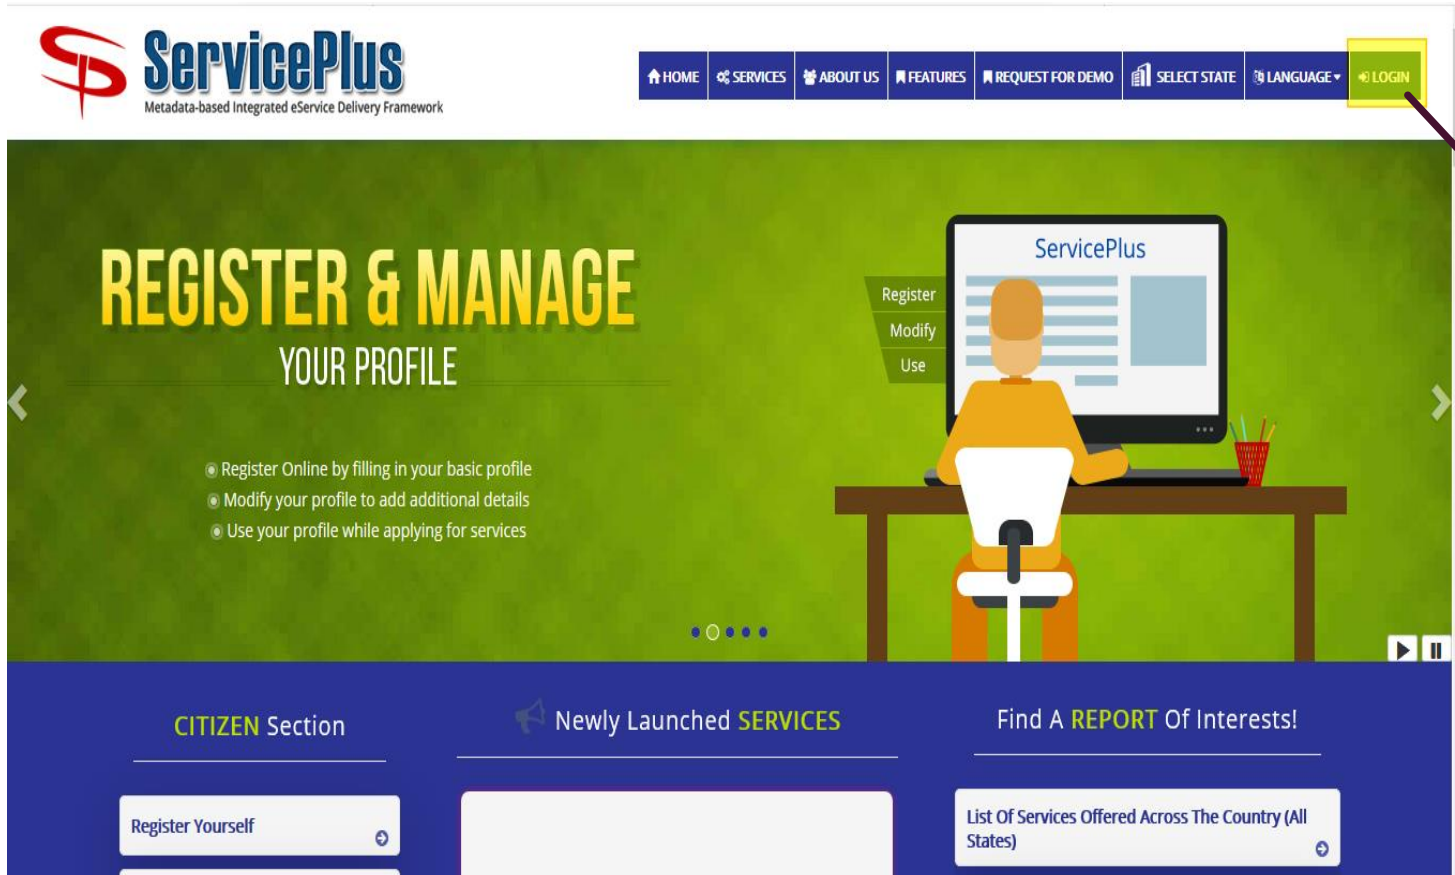 ServicePlus
Metadata-based Integrated eService Delivery Framework
HOME SERVICES ABOUT US FEATURES REQUEST FOR DEMO SELECT STATE LANGUAGE LOGIN
REGISTER & MANAGE
YOUR PROFILE
Register Online by filling in your basic profile
Modify your profile to add additional details
Use your profile while applying for services
ServicePlus
Register
Modify
Use
CITIZEN Section
Register Yourself
Newly Launched SERVICES
Find A REPORT Of Interests!
List Of Services Offered Across The Country (All
States)